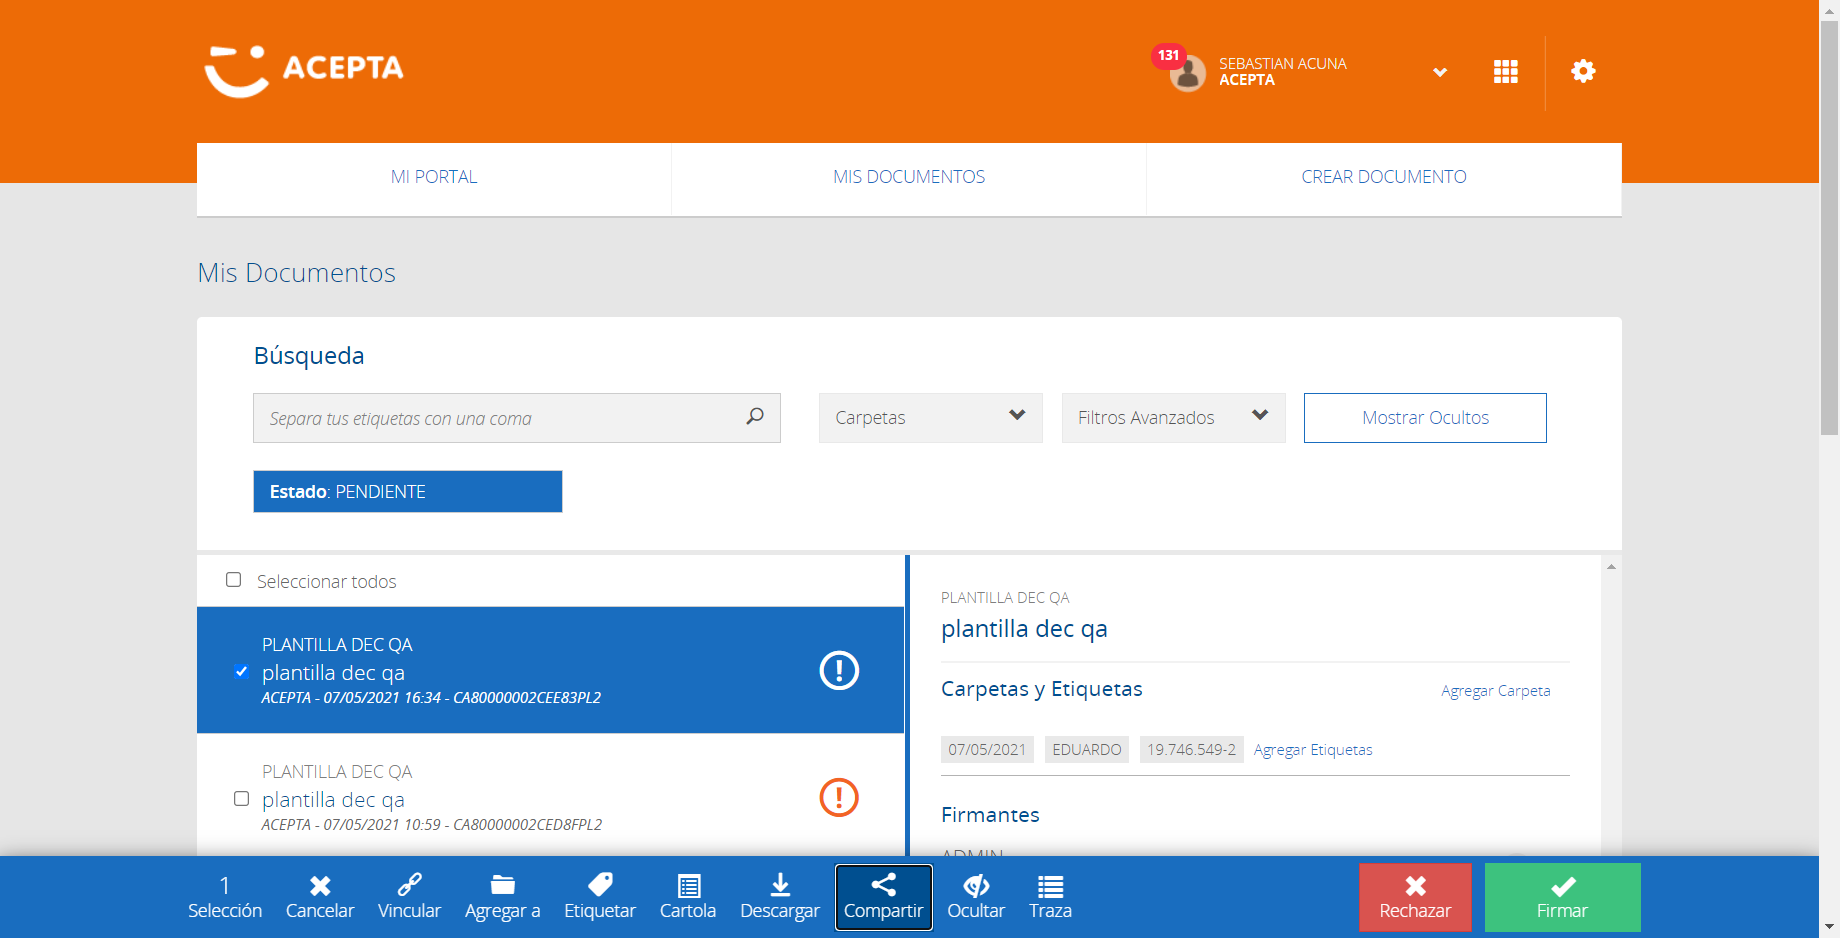 ACEPTA
131
SEBASTIAN ACUNA
ACEPTA
MI PORTAL
MIS DOCUMENTOS
CREAR DOCUMENTO
Mis Documentos
Búsqueda
Separa tus etiquetas con una coma
Carpetas
Filtros Avanzados
Mostrar Ocultos
Estado: PENDIENTE
Seleccionar todos
PLANTILLA DEC QA
plantilla dec qa
ACEPTA - 07/05/2021 16:34 - CA80000002CEE83PL2
PLANTILLA DEC QA
plantilla dec qa
ACEPTA - 07/05/2021 10:59 - CA80000002CED8FPL2
PLANTILLA DEC QA
plantilla dec qa
Carpetas y Etiquetas
Agregar Carpeta
07/05/2021
EDUARDO
19.746.549-2
Agregar Etiquetas
Firmantes
ADMIN
1
Selección
Cancelar
Vincular
Agregar a
Etiquetar
Cartola
Descargar
Compartir
Ocultar
Traza
Rechazar
Firmar